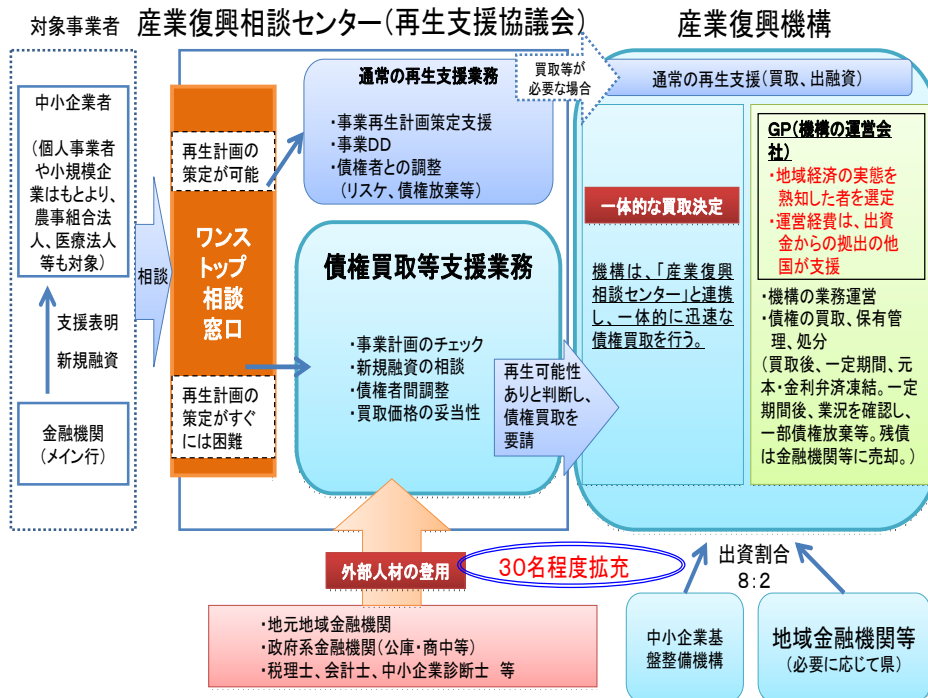 対象事業者
産業復興相談センター(再生支援協議会)
産業復興機構
中小企業者
(個人事業者
や小規模企
業はもとより、
農事組合法
人、医療法人
等も対象)
支援表明
新規融資
金融機関
(メイン行)
相談
再生計画の
策定が可能
ワンス
トップ
相談
窓口
再生計画の
策定がすぐ
には困難
通常の再生支援業務
・事業再生計画策定支援
・事業DD
・債権者との調整
(リスケ、債権放棄等)
買取等が
必要な場合
債権買取等支援業務
・事業計画のチェック
・新規融資の相談
・債権者間調整
・買取価格の妥当性
再生可能性
ありと判断し、
債権買取を
要請
通常の再生支援(買取、出融資)
一体的な買取決定
機構は、「産業復興
相談センター」と連携
し、一体的に迅速な
債権買取を行う。
GP(機構の運営会
社)
・地域経済の実態を
熟知した者を選定
・運営経費は、出資
金からの拠出の他
国が支援
・機構の業務運営
・債権の買取、保有管
理、処分
(買取後、一定期間、元
本・金利弁済凍結。一定
期間後、業況を確認し、
一部債権放棄等。残債
は金融機関等に売却。)
外部人材の登用
30名程度拡充
・地元地域金融機関
・政府系金融機関(公庫・商中等)
・税理士、会計士、中小企業診断士 等
出資割合
8:2
中小企業基
盤整備機構
地域金融機関等
(必要に応じて県)